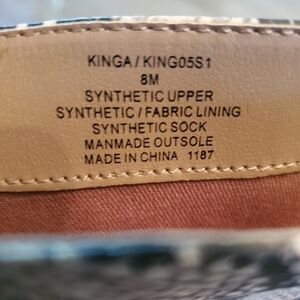 KINGA / KING05S1
8M
SYNTHETIC UPPER
SYNTHETIC / FABRIC LINING
SYNTHETIC SOCK
MANMADE OUTSOLE
MADE IN CHINA 1187